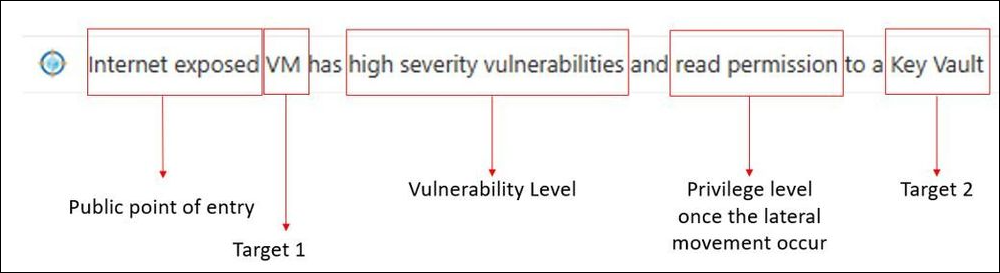 Internet exposed VM has high severity vulnerabilities and read permission to a Key Vault
Public point of entry
Target 1
Vulnerability Level
Privilege level
once the lateral
movement occur
Target 2